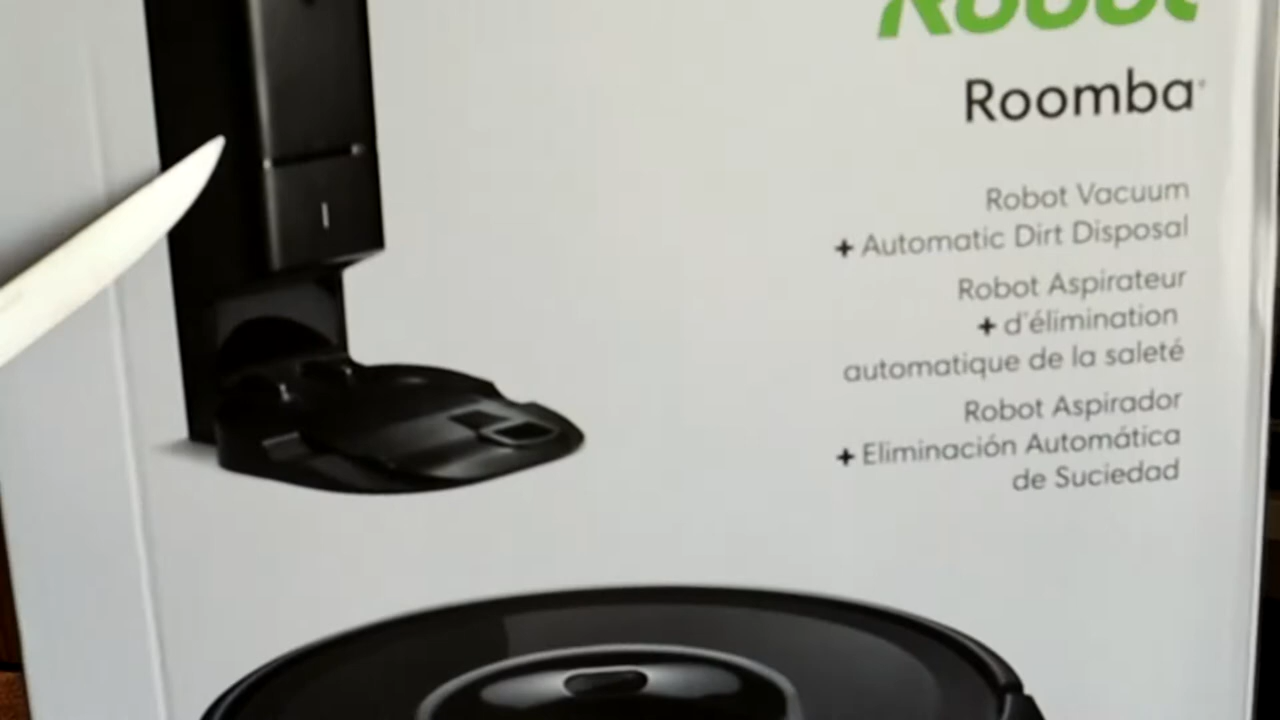 Robot
Roomba
Robot Vacuum
+ Automatic Dirt Disposal
Robot Aspirateur
+ d'élimination
automatique de la saleté
Robot Aspirador
+ Eliminación Automática
de Suciedad